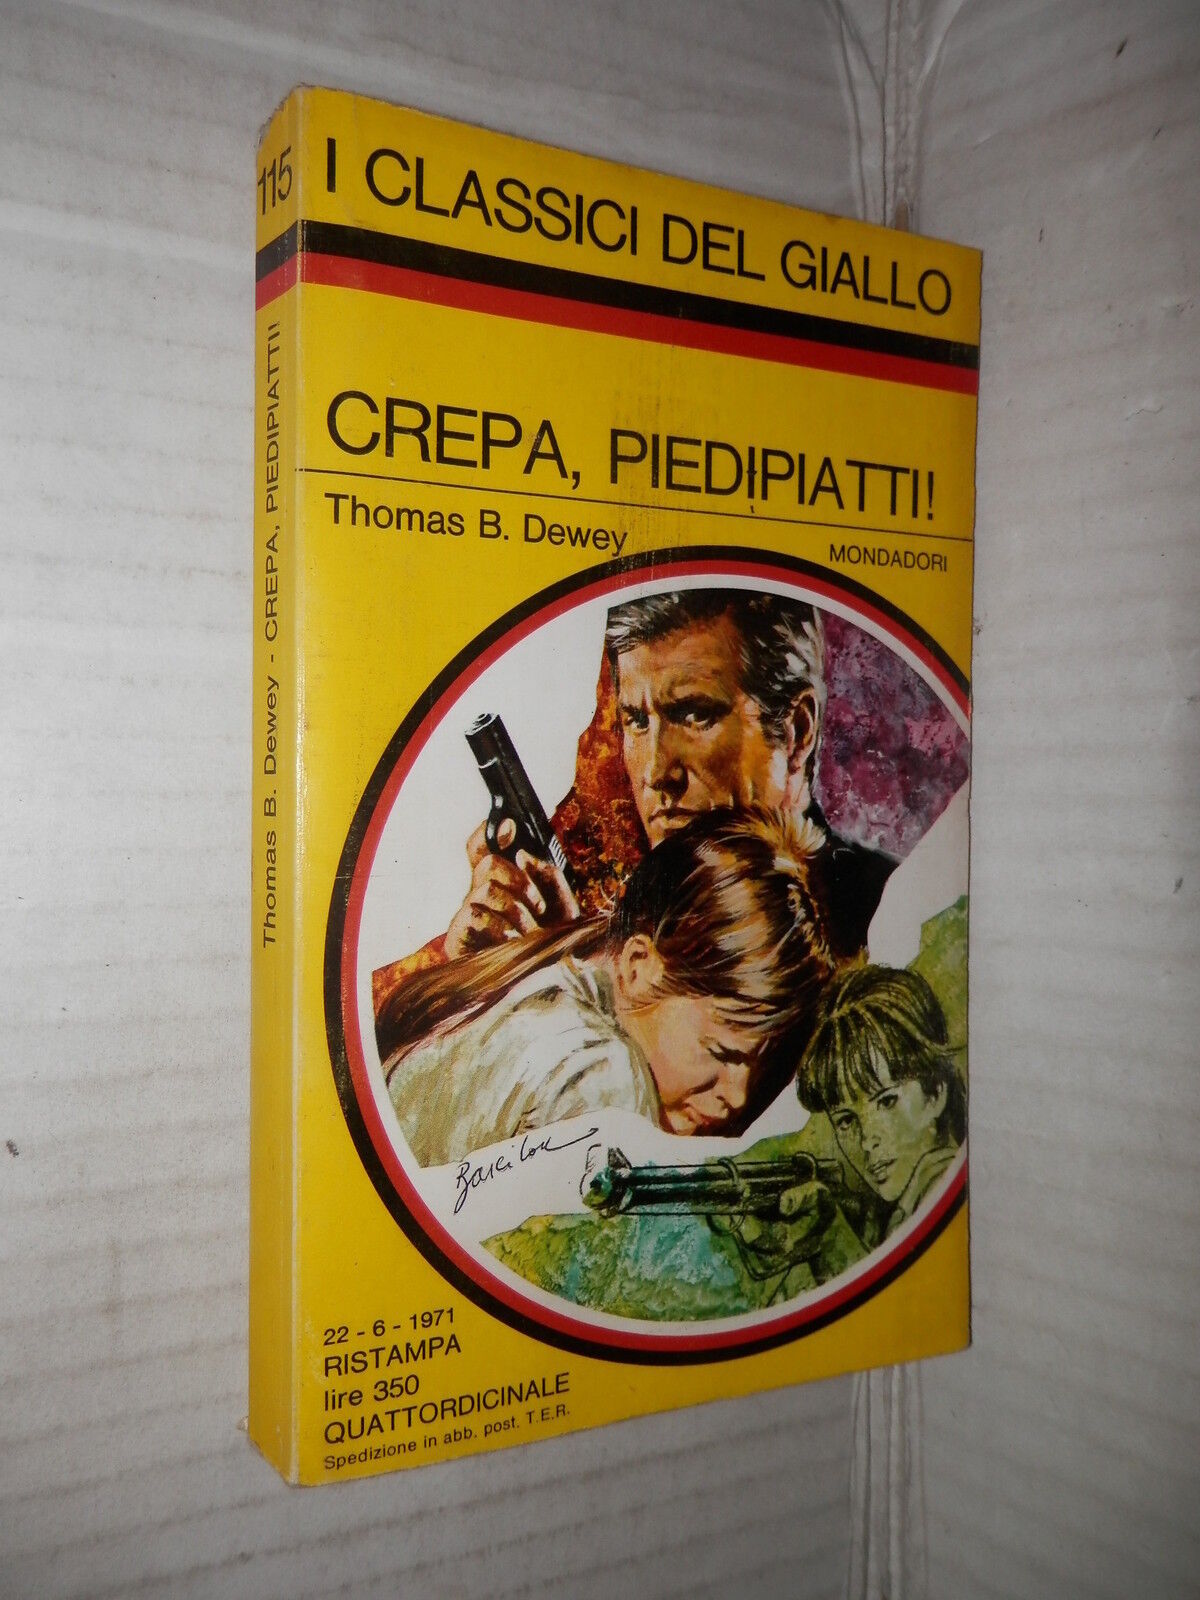 115
Thomas B. Dewey - CREPA, PIEDIPIATTI!
I CLASSICI DEL GIALLO
CREPA, PIEDIPIATTI!
Thomas B. Dewey
MONDADORI
22 - 6 - 1971
RISTAMPA
lire 350
QUATTORDICINALE
Spedizione in abb. post. T.E.R.